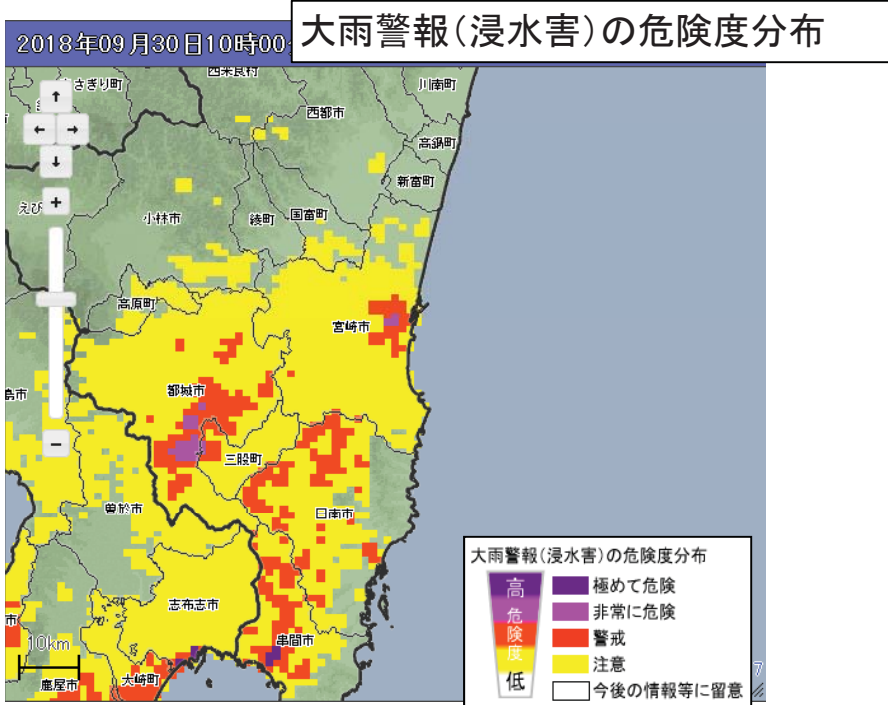 大雨警報(浸水害)の危険度分布
2018年09月30日10時00
西米良村
さぎり町
川南町
西都市
高鍋町
新富町
えび
小林市
綾町
国富町
高原町
宮崎市
都城市
島市
三股町
曽於市
日南市
志布志市
串間市
市
10km
鹿屋市
大崎町
大雨警報(浸水害)の危険度分布
高
危険度
低
極めて危険
非常に危険
警戒
注意
今後の情報等に留意
7